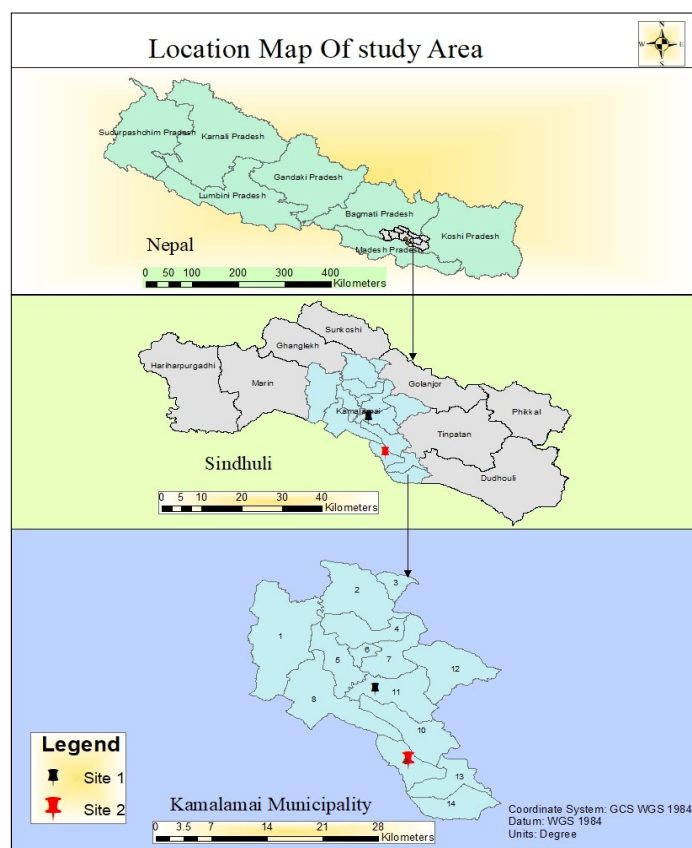 Location Map Of study Area
N
W E
S
Sudurpashchim Pradesh
Karnali Pradesh
Gandaki Pradesh
Lumbini Pradesh
Bagmati Pradesh
Koshi Pradesh
Madesh Pradesh
Nepal
0 50 100 200 300 400
Kilometers
Sunkoshi
Ghanglekh
Hariharpurgadhi
Marin
Golanjor
Kamalamai
Phikkal
Tinpatan
Dudhouli
Sindhuli
0 5 10 20 30 40
Kilometers
3
2
4
1
6
5
7
12
8
11
10
13
14
Legend
Site 1
Site 2
Kamalamai Municipality
0 3.5 7 14 21 28
Kilometers
Coordinate System: GCS WGS 1984
Datum: WGS 1984
Units: Degree